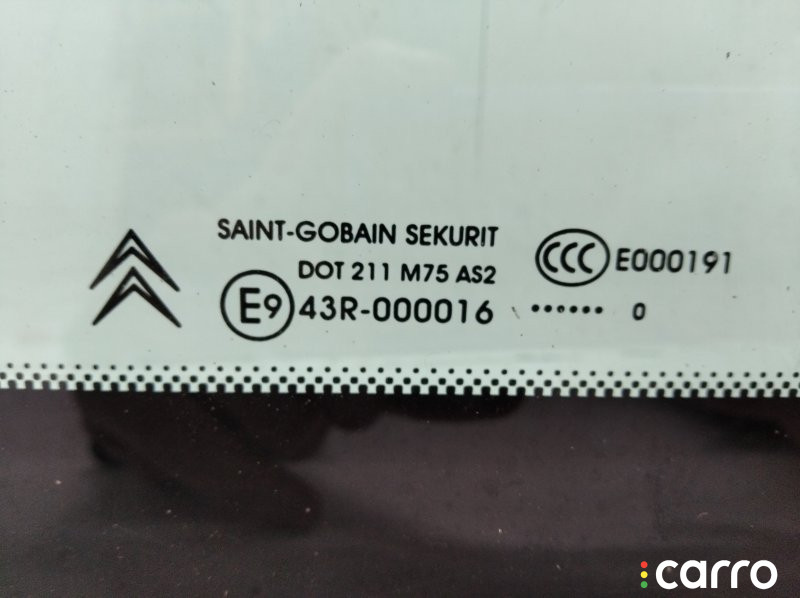 SAINT-GOBAIN SEKURIT
DOT 211 M75 AS2
E9 43R-000016
CCC E000191
...... 0
carro